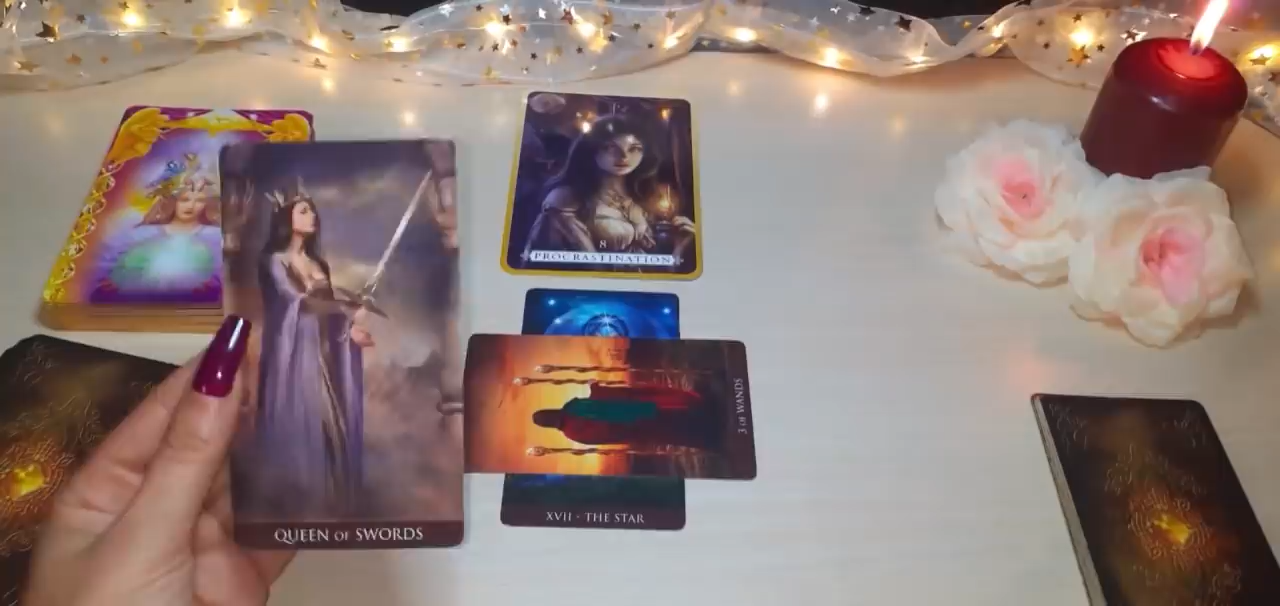 8
PROCRASTINATION
3 OF WANDS
XVII · THE STAR
QUEEN OF SWORDS